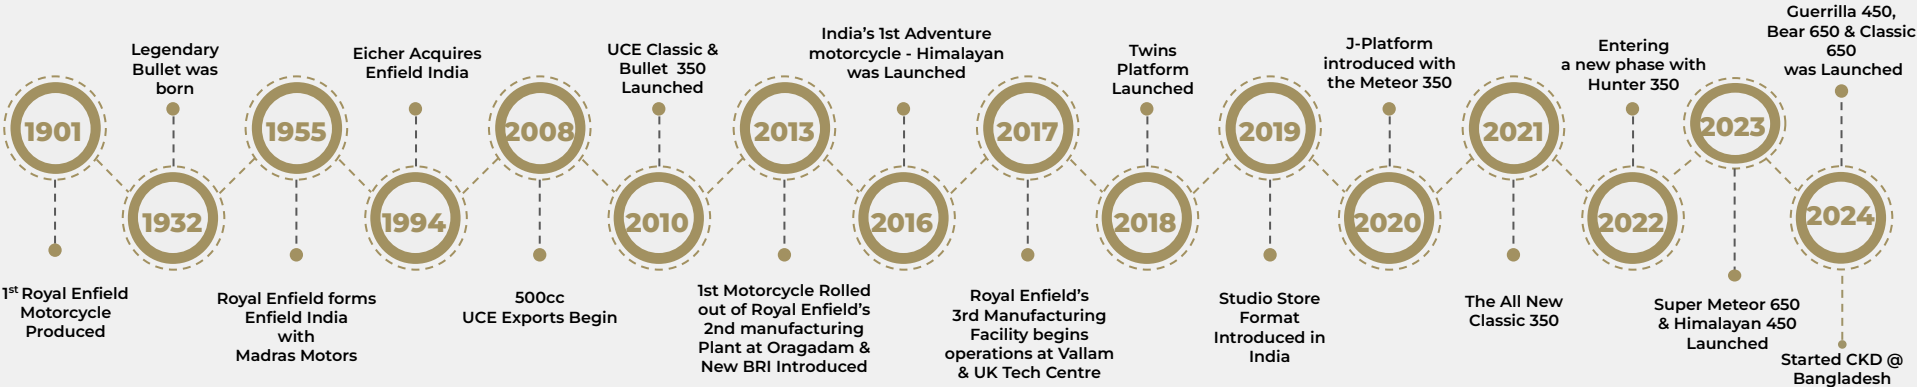 1901
1st Royal Enfield
Motorcycle
Produced
Legendary
Bullet was
born
1932
1955
Royal Enfield forms
Enfield India
with
Madras Motors
Eicher Acquires
Enfield India
1994
2008
500cc
UCE Exports Begin
UCE Classic &
Bullet 350
Launched
2010
2013
1st Motorcycle Rolled
out of Royal Enfield’s
2nd manufacturing
Plant at Oragadam &
New BRI Introduced
India’s 1st Adventure
motorcycle - Himalayan
was Launched
2016
2017
Royal Enfield’s
3rd Manufacturing
Facility begins
operations at Vallam
& UK Tech Centre
Twins
Platform
Launched
2018
2019
Studio Store
Format
Introduced in
India
J-Platform
introduced with
the Meteor 350
2020
2021
The All New
Classic 350
Entering
a new phase with
Hunter 350
2022
2023
Super Meteor 650
& Himalayan 450
Launched
Guerrilla 450,
Bear 650 & Classic
650
was Launched
2024
Started CKD @
Bangladesh